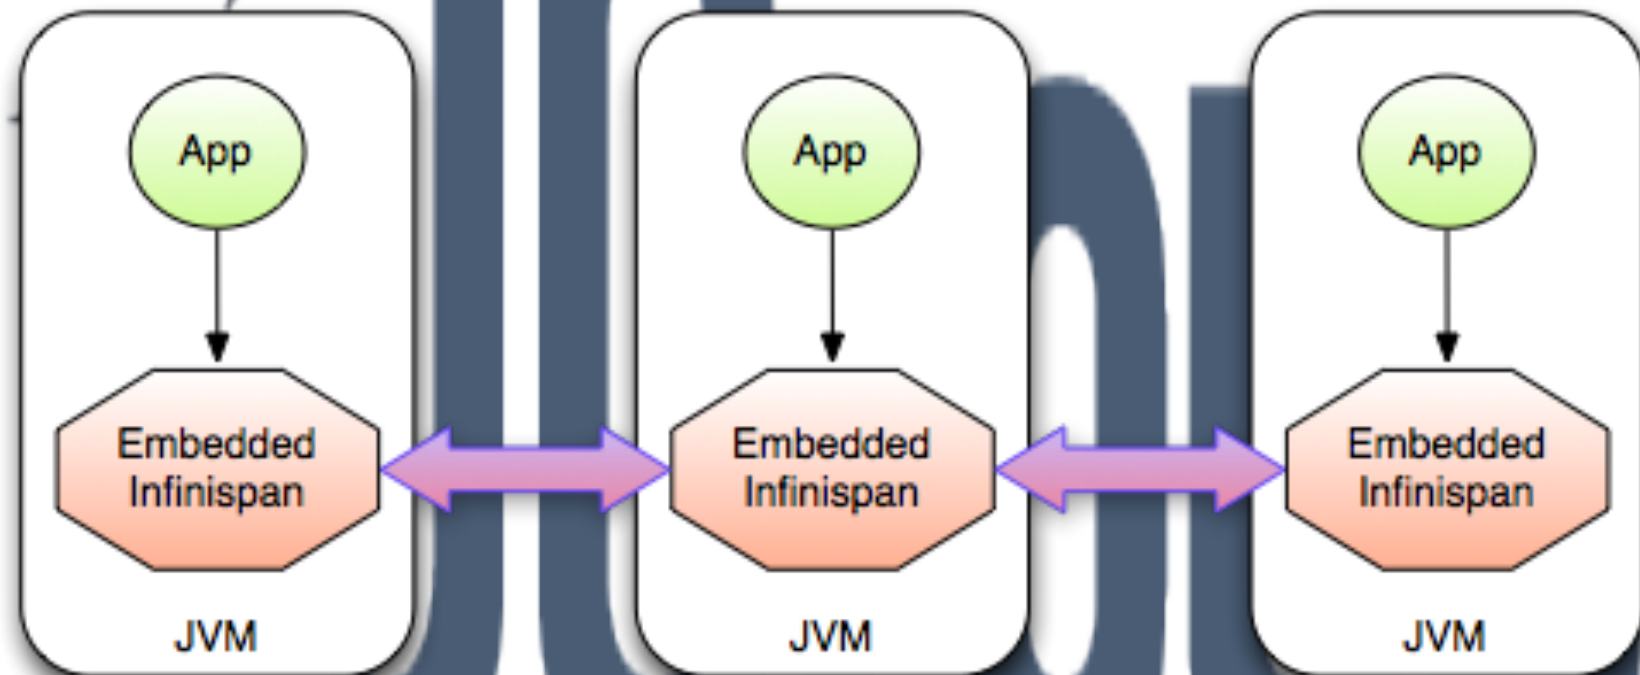 App
App
App
Embedded
Infinispan
Embedded
Infinispan
Embedded
Infinispan
JVM
JVM
JVM